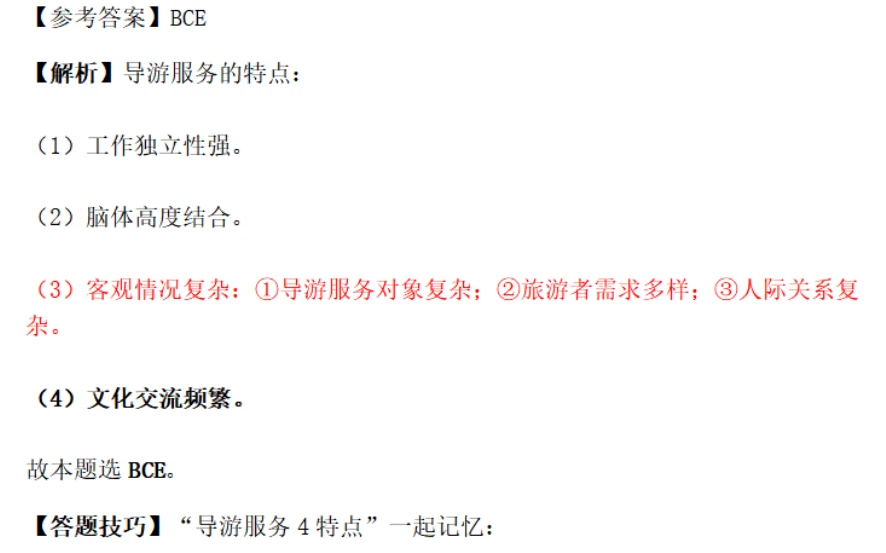 【参考答案】BCE
【解析】导游服务的特点：
（1）工作独立性强。
（2）脑体高度结合。
（3）客观情况复杂：①导游服务对象复杂；②旅游者需求多样；③人际关系复
杂。
（4）文化交流频繁。
故本题选 BCE。
【答题技巧】“导游服务 4 特点”一起记忆：